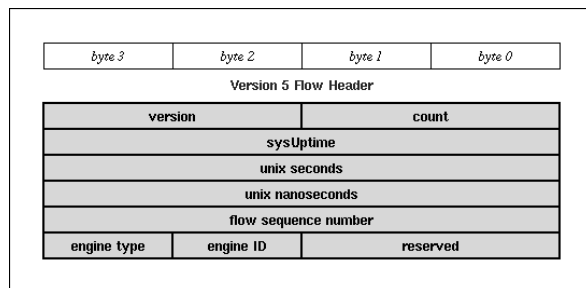 byte 3 byte 2 byte 1 byte 0
Version 5 Flow Header
version count
sysUptime
unix seconds
unix nanoseconds
flow sequence number
engine type engine ID reserved